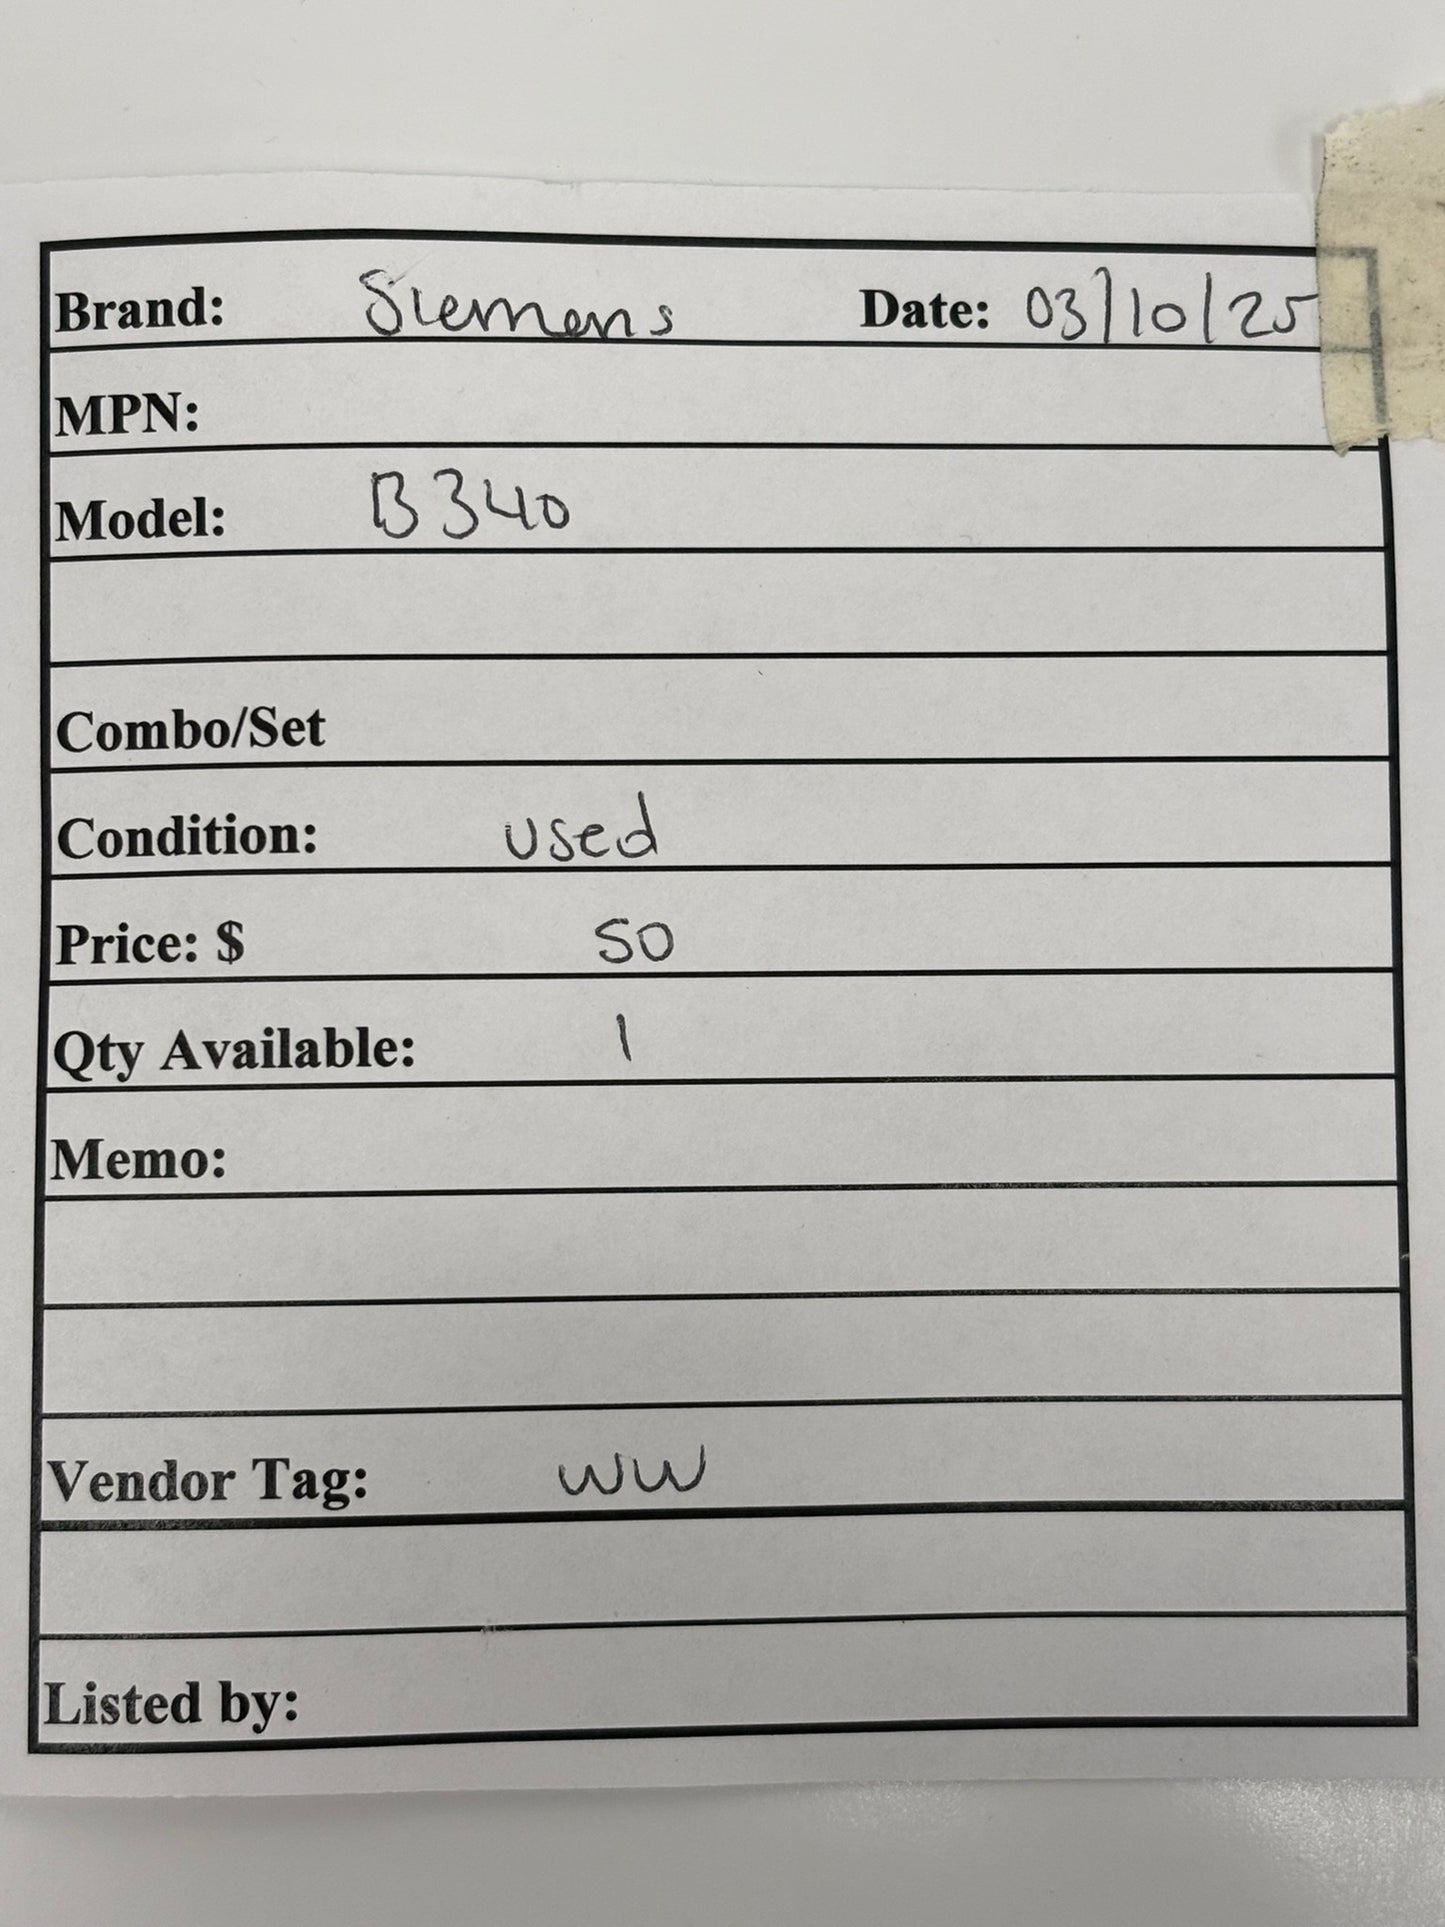 Brand: Siemens Date: 03/10/25
MPN:
Model: B340
Combo/Set
Condition: used
Price: $ 50
Qty Available: 1
Memo:
Vendor Tag: WW
Listed by: